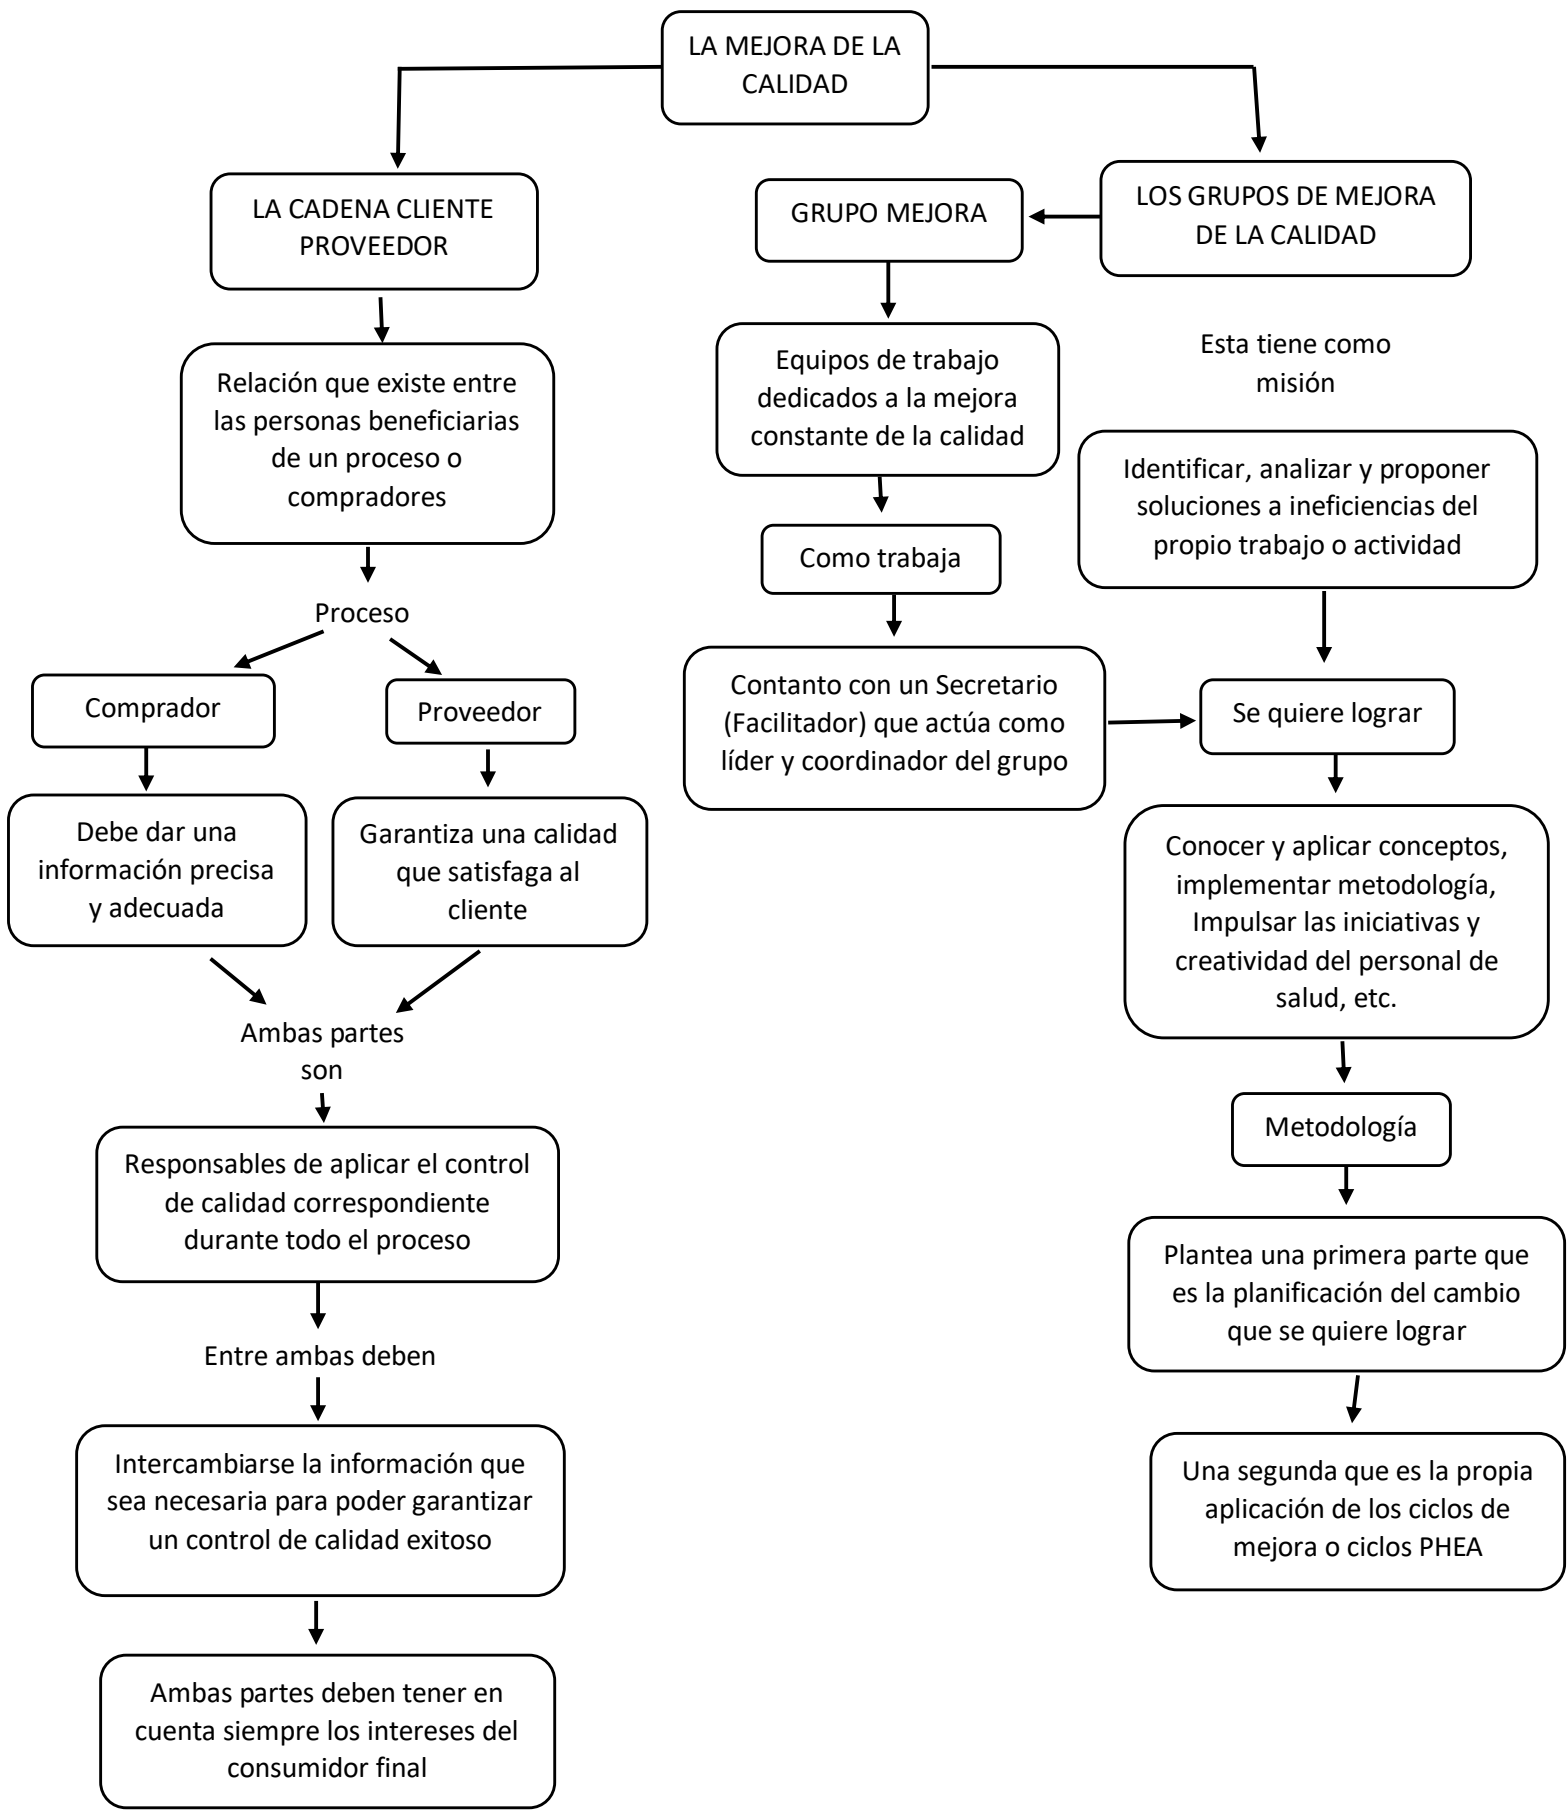 LA MEJORA DE LA
CALIDAD
LA CADENA CLIENTE
PROVEEDOR
Relación que existe entre
las personas beneficiarias
de un proceso o
compradores
Proceso
Comprador
Proveedor
Debe dar una
información precisa
y adecuada
Garantiza una calidad
que satisfaga al
cliente
Ambas partes
son
Responsables de aplicar el control
de calidad correspondiente
durante todo el proceso
Entre ambas deben
Intercambiarse la información que
sea necesaria para poder garantizar
un control de calidad exitoso
Ambas partes deben tener en
cuenta siempre los intereses del
consumidor final
LOS GRUPOS DE MEJORA
DE LA CALIDAD
GRUPO MEJORA
Equipos de trabajo
dedicados a la mejora
constante de la calidad
Como trabaja
Contanto con un Secretario
(Facilitador) que actúa como
líder y coordinador del grupo
Esta tiene como
misión
Identificar, analizar y proponer
soluciones a ineficiencias del
propio trabajo o actividad
Se quiere lograr
Conocer y aplicar conceptos,
implementar metodología,
Impulsar las iniciativas y
creatividad del personal de
salud, etc.
Metodología
Plantea una primera parte que
es la planificación del cambio
que se quiere lograr
Una segunda que es la propia
aplicación de los ciclos de
mejora o ciclos PHEA